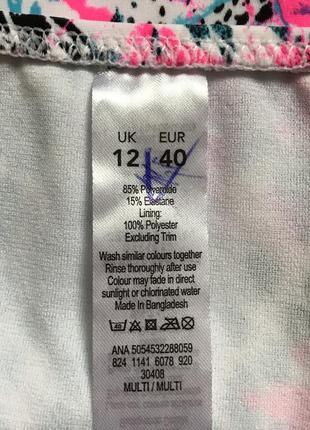 UK EUR
12 40
85% Polyamide
15% Elastane
Lining:
100% Polyester
Excluding Trim
Wash similar colours together
Rinse thoroughly after use
Colour may fade in direct
sunlight or chlorinated water
Made In Bangladesh
40
ANA 5054532288059
824 1141 6078 920
30408
MULTI / MULTI